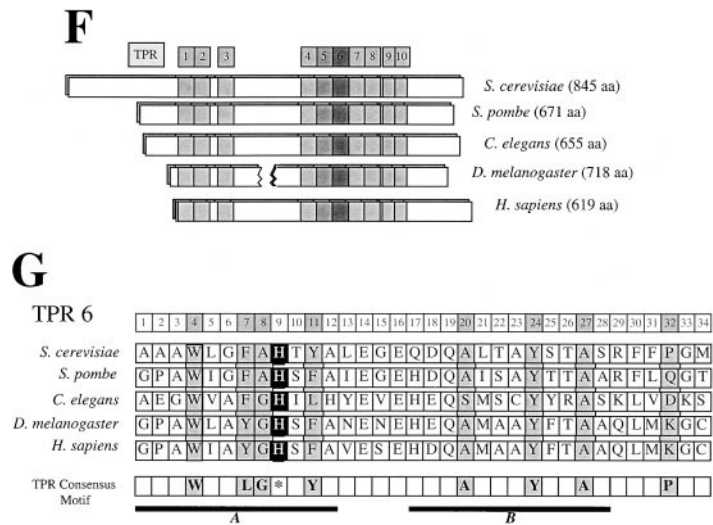 F
TPR 1 2 3 4 5 6 7 8 9 10
S. cerevisiae (845 aa)
S. pombe (671 aa)
C. elegans (655 aa)
D. melanogaster (718 aa)
H. sapiens (619 aa)
G
TPR 6
1 2 3 4 5 6 7 8 9 10 11 12 13 14 15 16 17 18 19 20 21 22 23 24 25 26 27 28 29 30 31 32 33 34
S. cerevisiae A A A W L G F A H T Y A L E G E Q D Q A L T A Y S T A S R F F P G M
S. pombe G P A W I G F A H S F A I E G E H D Q A I S A Y T T A A R F L Q G T
C. elegans A E G W V A F G H I L H Y E V E H E Q S M S C Y Y R A S K L V D K S
D. melanogaster G P A W L A Y G H S F A N E N E H E Q A M A A Y F T A A Q L M K G C
H. sapiens G P A W I A Y G H S F A V E S E H D Q A M A A Y F T A A Q L M K G C
TPR Consensus W L G * Y A Y A P
Motif
A B